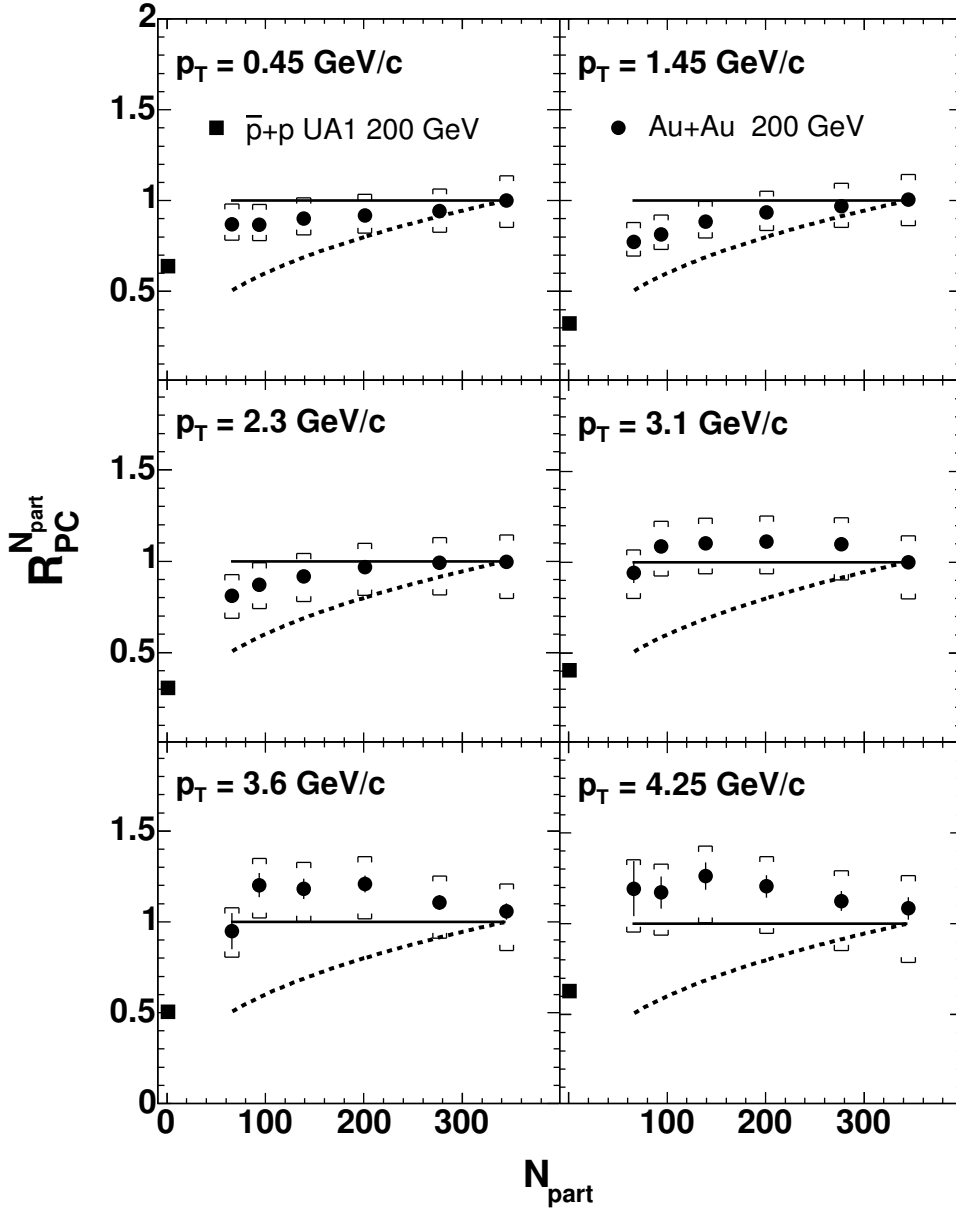 2
p_T = 0.45 GeV/c
p_T = 1.45 GeV/c
1.5
p̄+p UA1 200 GeV
Au+Au 200 GeV
1
0.5
p_T = 2.3 GeV/c
p_T = 3.1 GeV/c
1.5
R_PC^N_part
1
0.5
p_T = 3.6 GeV/c
p_T = 4.25 GeV/c
1.5
1
0.5
0
0 100 200 300 100 200 300
N_part